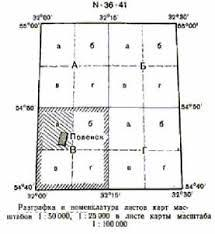 N-36-41
32°00' 32°15' 32°30'
55°00' 55°00'
а б а б
А Б
в г в г
54°50' 54°50'
а б а б
Повенск
В Г
в г в г
54°40' 54°40'
32°00' 32°15' 32°30'
Разграфка и номенклатура листов карт мас-
штабов 1:50 000, 1:25 000 в листе карты масштаба
1:100 000